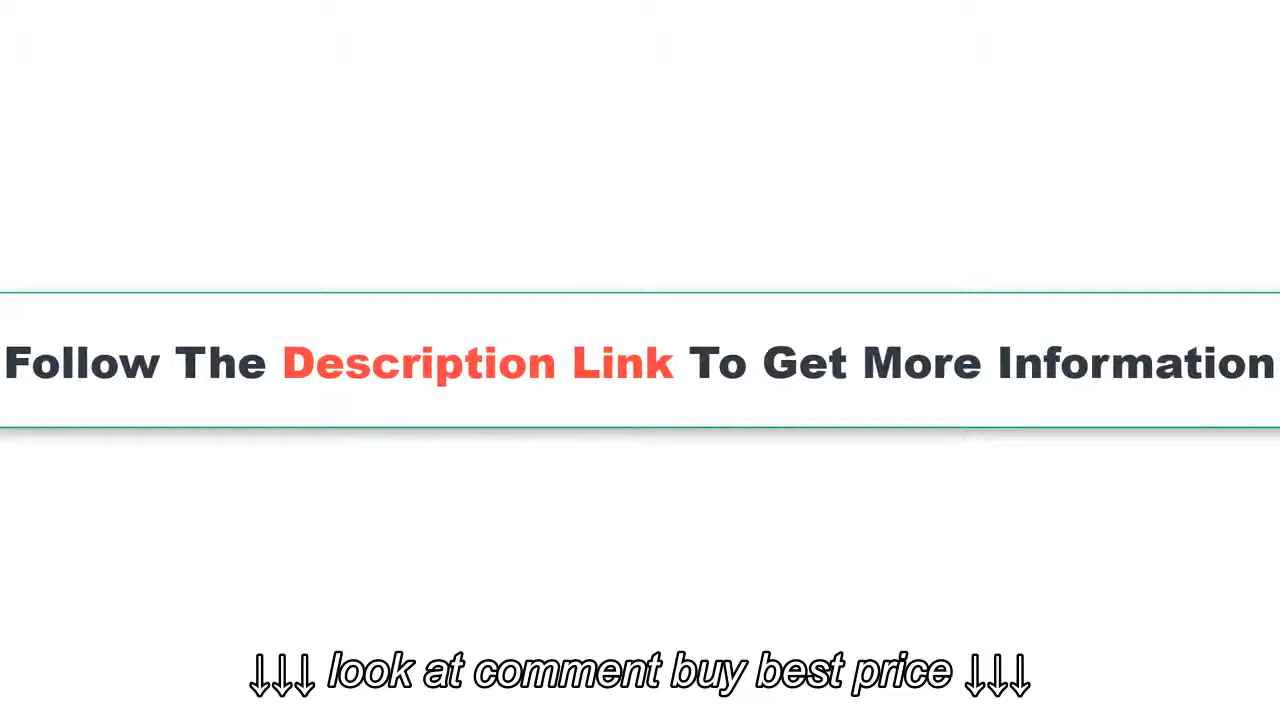 Follow The Description Link To Get More Information
↓↓↓ look at comment buy best price ↓↓↓